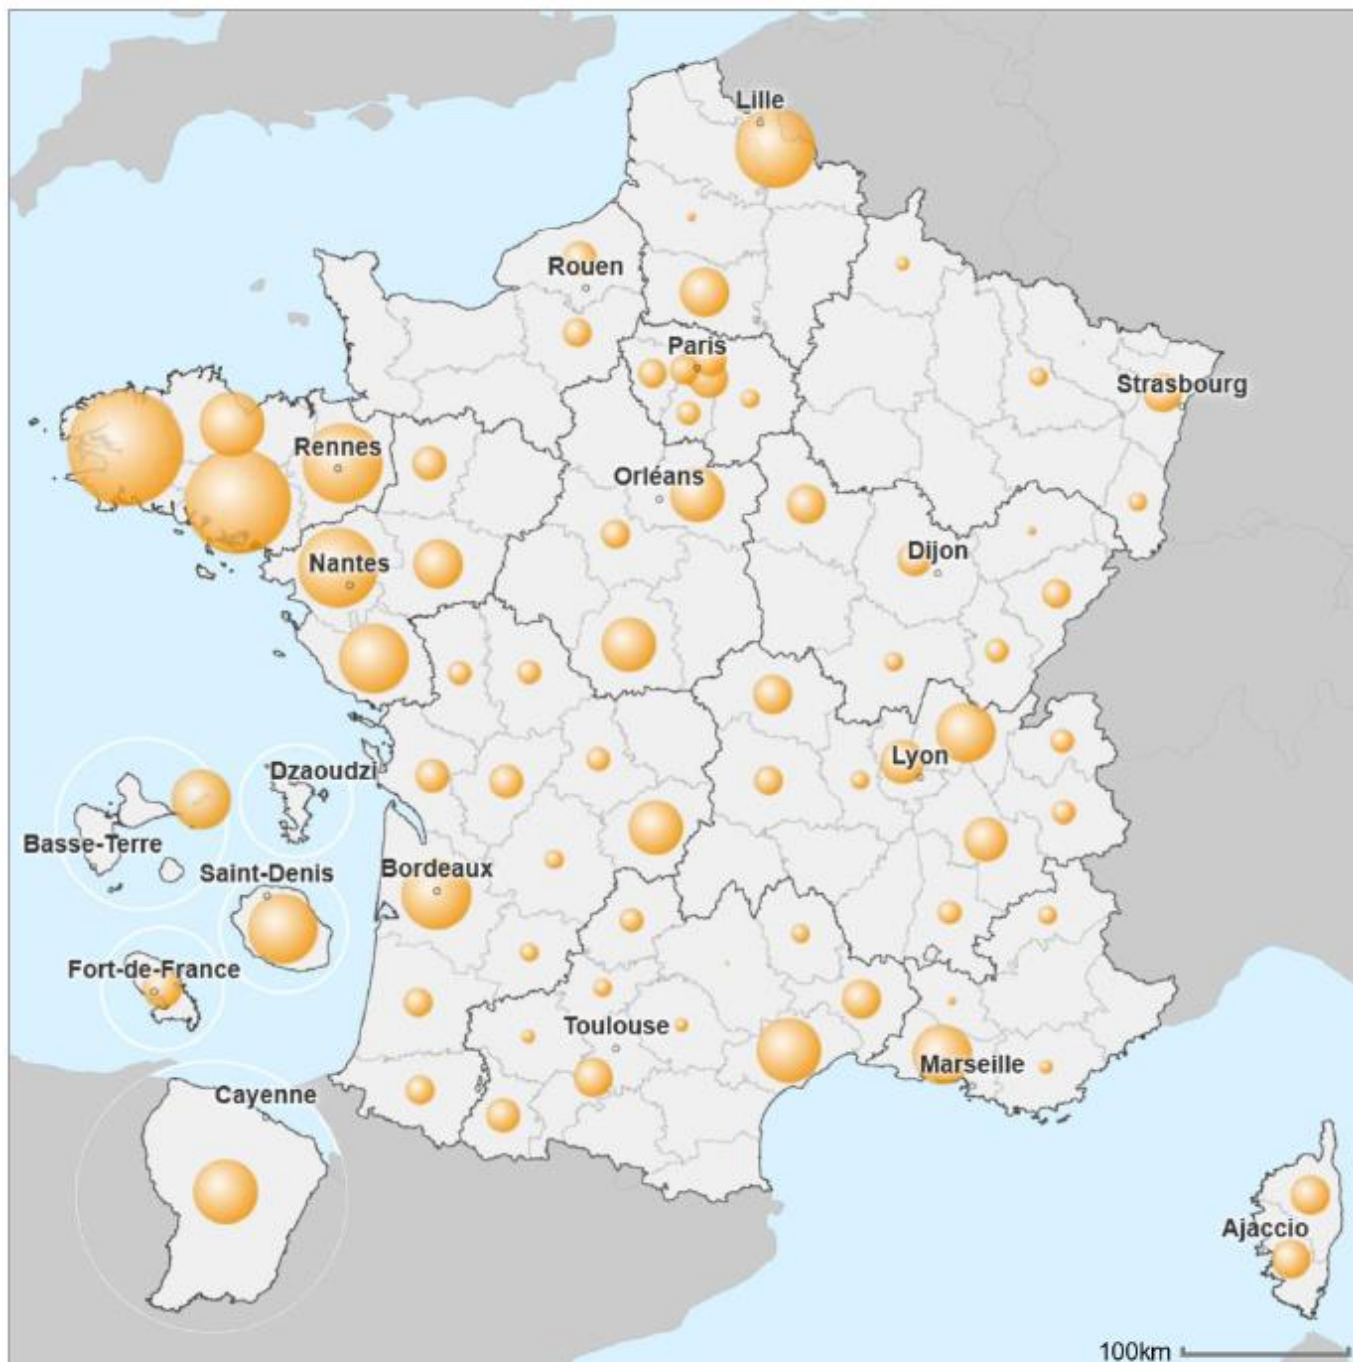 Lille
Rouen
Paris
Strasbourg
Rennes
Orléans
Nantes
Dijon
Lyon
Dzaoudzi
Basse-Terre
Saint-Denis
Bordeaux
Fort-de-France
Toulouse
Marseille
Cayenne
Ajaccio
100km